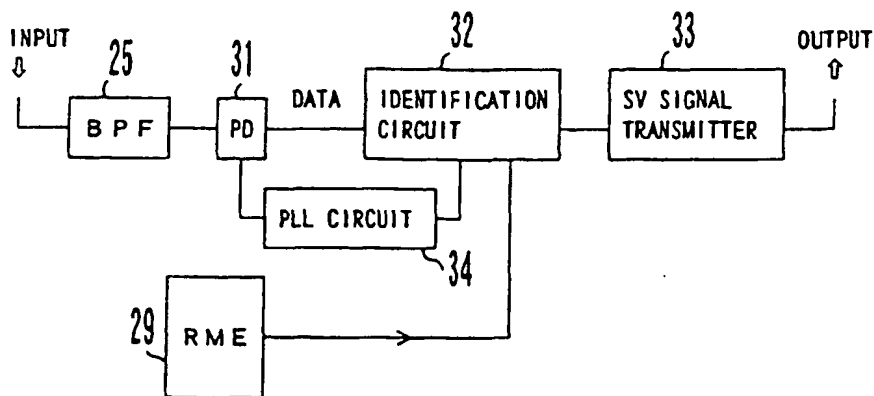 INPUT
25
BPF
31
PD
DATA
32
IDENTIFICATION
CIRCUIT
33
SV SIGNAL
TRANSMITTER
OUTPUT
PLL CIRCUIT
34
29
RME